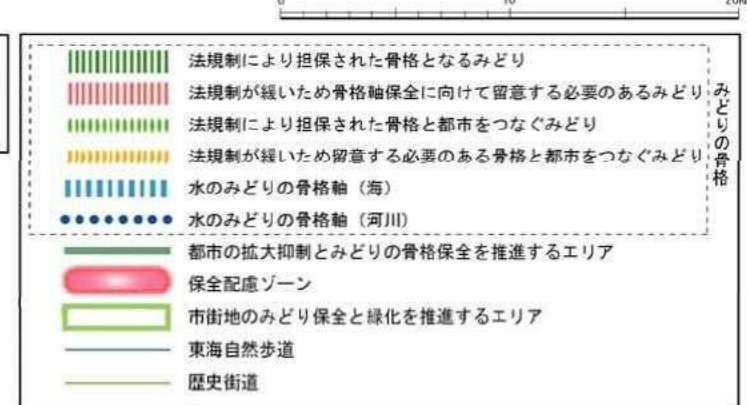 0 10 20km
法規制により担保された骨格となるみどり
法規制が緩いため骨格軸保全に向けて留意する必要のあるみどり
法規制により担保された骨格と都市をつなぐみどり
法規制が緩いため留意する必要のある骨格と都市をつなぐみどり
水のみどりの骨格軸（海）
水のみどりの骨格軸（河川）
みどりの骨格
都市の拡大抑制とみどりの骨格保全を推進するエリア
保全配慮ゾーン
市街地のみどり保全と緑化を推進するエリア
東海自然歩道
歴史街道